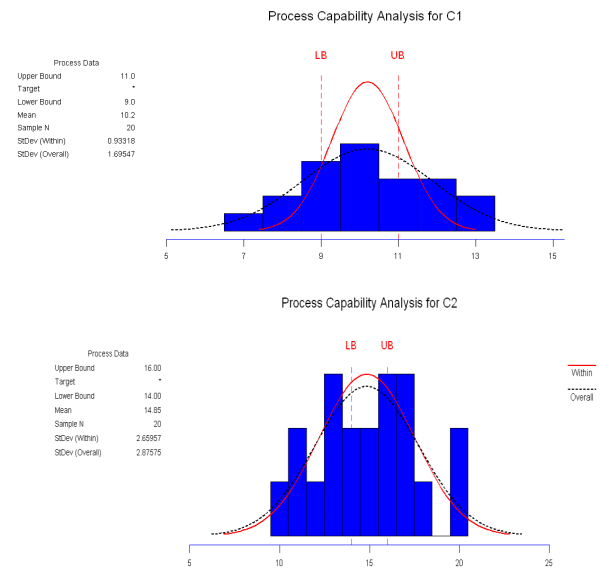 Process Capability Analysis for C1
LB UB
Process Data
Upper Bound 11.0
Target *
Lower Bound 9.0
Mean 10.2
Sample N 20
StDev (Within) 0.93318
StDev (Overall) 1.69547
5 7 9 11 13 15
Process Capability Analysis for C2
LB UB
Process Data
Upper Bound 16.00
Target *
Lower Bound 14.00
Mean 14.85
Sample N 20
StDev (Within) 2.65957
StDev (Overall) 2.87575
Within
Overall
5 10 15 20 25